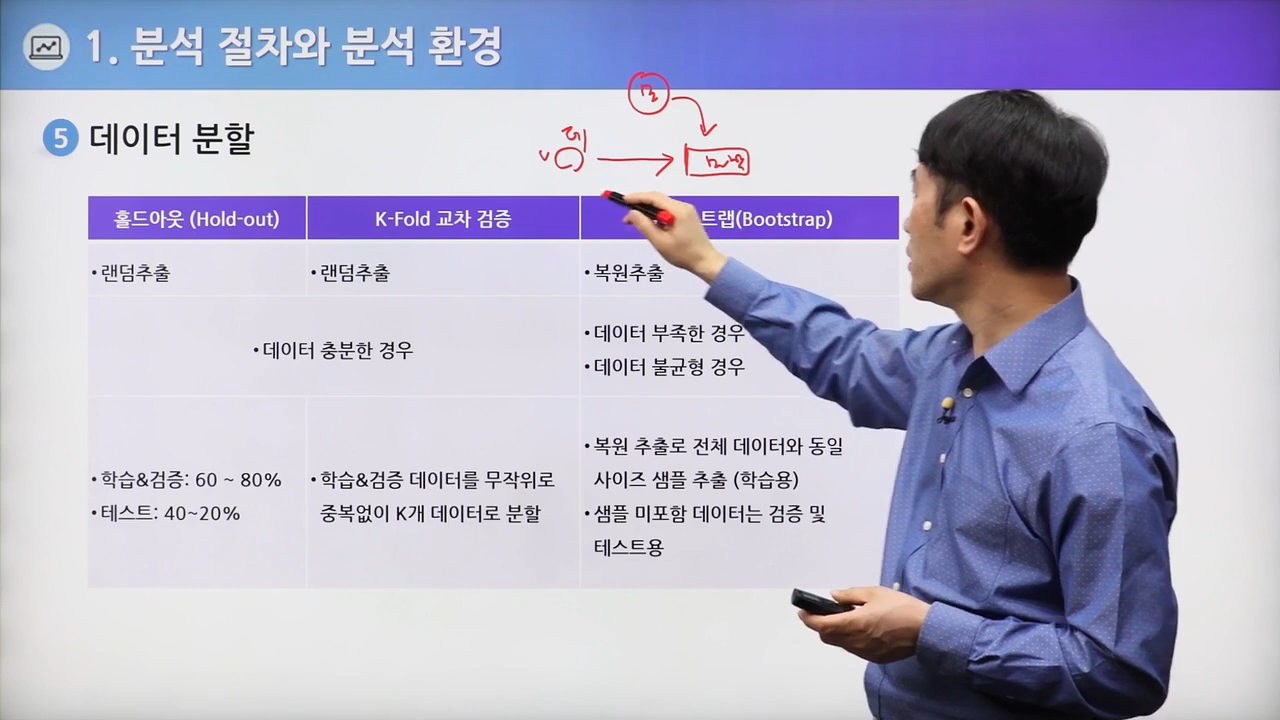 1. 분석 절차와 분석 환경
5 데이터 분할
홀드아웃 (Hold-out)
K-Fold 교차 검증
트랩(Bootstrap)
•랜덤추출
•랜덤추출
•복원추출
•데이터 충분한 경우
•데이터 부족한 경우
•데이터 불균형 경우
•학습&검증: 60 ~ 80%
•테스트: 40~20%
•학습&검증 데이터를 무작위로
중복없이 K개 데이터로 분할
•복원 추출로 전체 데이터와 동일
사이즈 샘플 추출 (학습용)
•샘플 미포함 데이터는 검증 및
테스트용